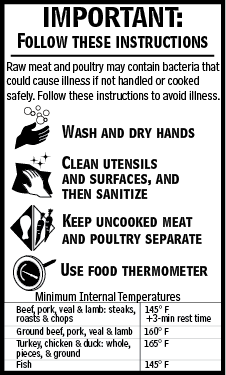 IMPORTANT:
FOLLOW THESE INSTRUCTIONS
Raw meat and poultry may contain bacteria that
could cause illness if not handled or cooked
safely. Follow these instructions to avoid illness.
WASH AND DRY HANDS
CLEAN UTENSILS
AND SURFACES, AND
THEN SANITIZE
KEEP UNCOOKED MEAT
AND POULTRY SEPARATE
USE FOOD THERMOMETER
Minimum Internal Temperatures
Beef, pork, veal & lamb: steaks, 145° F
roasts & chops +3-min rest time
Ground beef, pork, veal & lamb 160° F
Turkey, chicken & duck: whole, 165° F
pieces, & ground
Fish 145° F